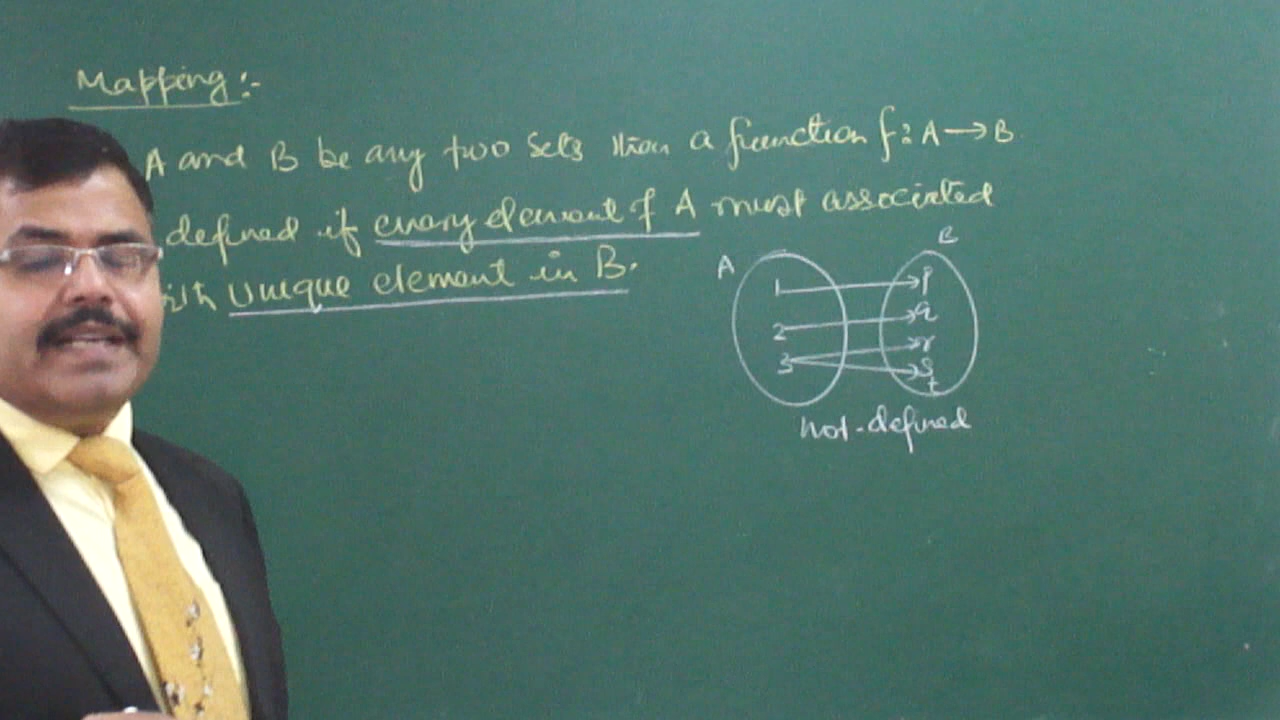 Mapping :-
A and B be any two sets then a function f: A → B
defined if every element of A must associated
ith unique element in B.
A B
1 p
2 q
3 r
s
t
not-defined